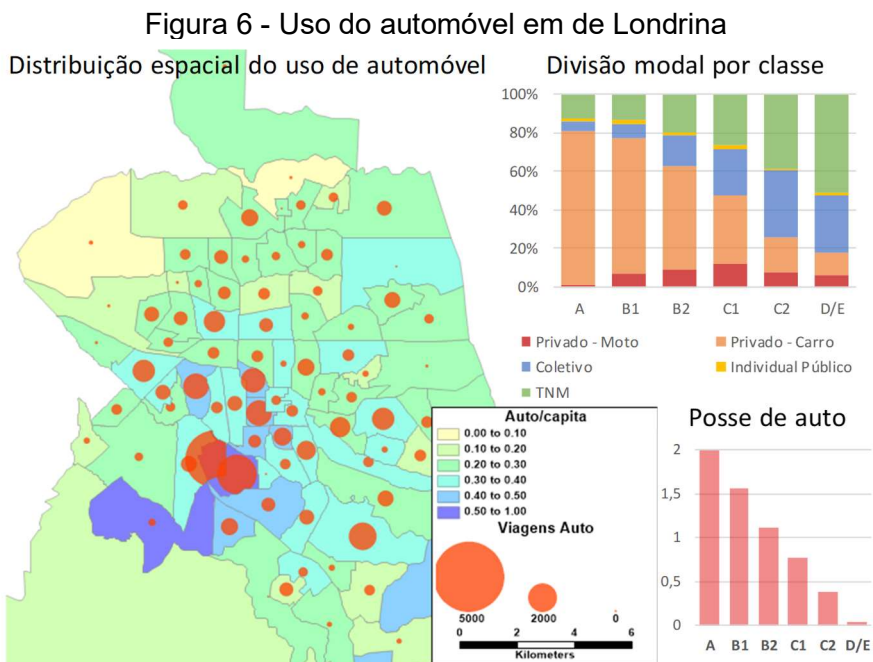 Figura 6 - Uso do automóvel em de Londrina
Distribuição espacial do uso de automóvel
Divisão modal por classe
100%
80%
60%
40%
20%
0%
A B1 B2 C1 C2 D/E
Privado - Moto Privado - Carro
Coletivo Individual Público
TNM
Auto/capita
0.00 to 0.10
0.10 to 0.20
0.20 to 0.30
0.30 to 0.40
0.40 to 0.50
0.50 to 1.00
Viagens Auto
5000 2000 0
0 2 4 6
Kilometers
Posse de auto
2
1,5
1
0,5
0
A B1 B2 C1 C2 D/E